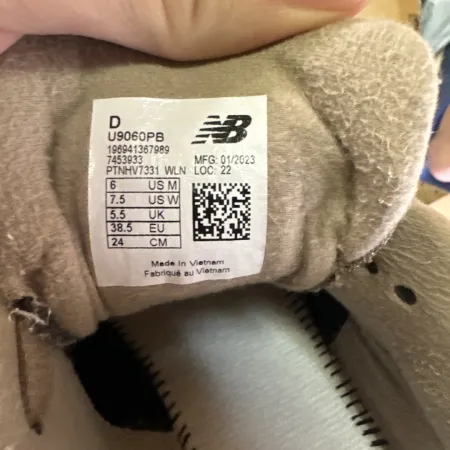 D
U9060PB
NB
196941367989
7453933 MFG: 01/2023
PTNHV7331 WLN LOC: 22
6 US M
7.5 US W
5.5 UK
38.5 EU
24 CM
Made in Vietnam
Fabriqué au Vietnam